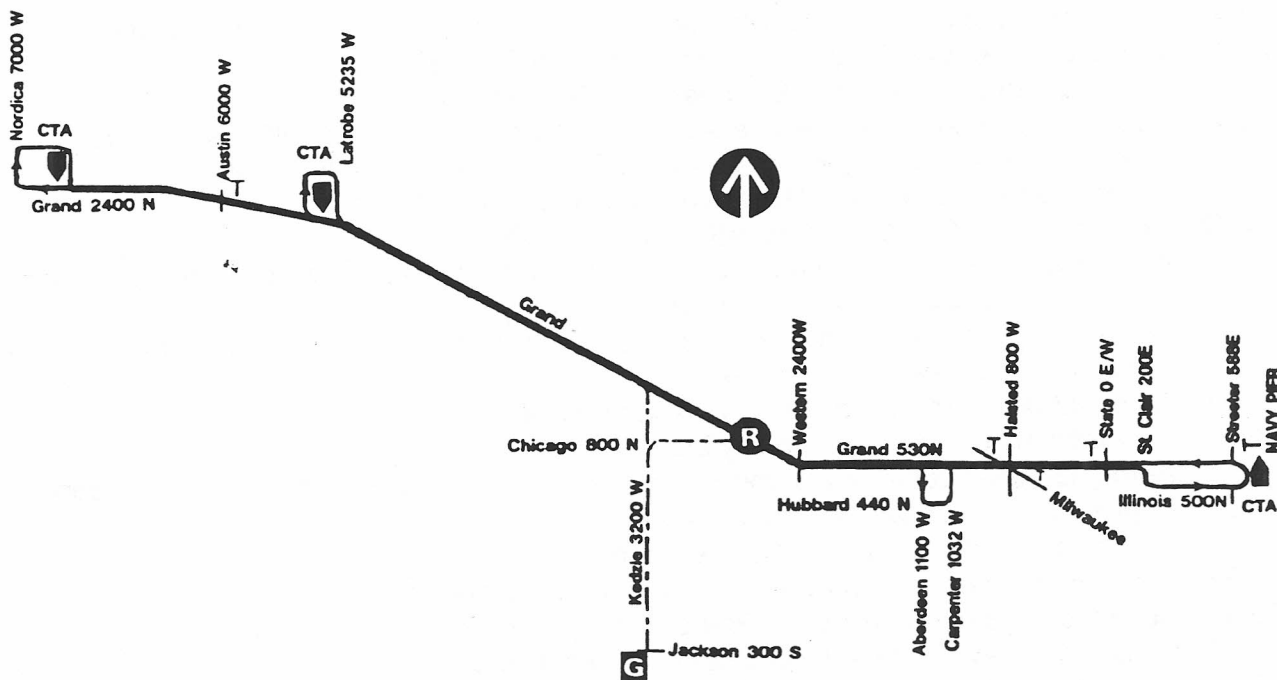 Nordica 7000 W
CTA
Grand 2400 N
Austin 6000 W
T
CTA
Latrobe 5235 W
Grand
Chicago 800 N
R
Kedzie 3200 W
G
Jackson 300 S
Western 2400W
Grand 530N
Hubbard 440 N
Aberdeen 1100 W
Carpenter 1032 W
T
Halsted 800 W
T
Milwaukee
T
State 0 E/W
St. Clair 200E
Illinois 500N
Streeter 588E
T
NAVY PIER
CTA